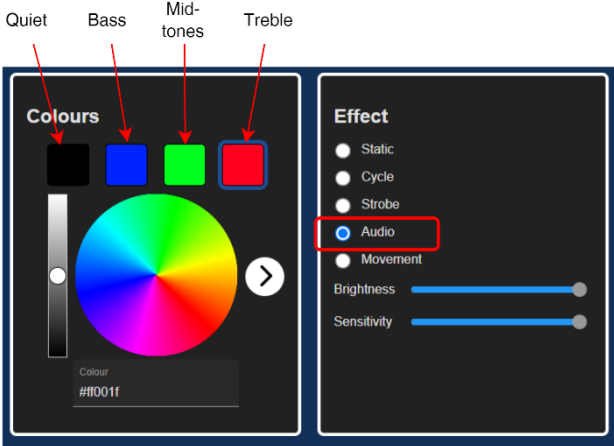 Quiet
Bass
Mid-
tones
Treble
Colours
Colour
#ff001f
Effect
Static
Cycle
Strobe
Audio
Movement
Brightness
Sensitivity